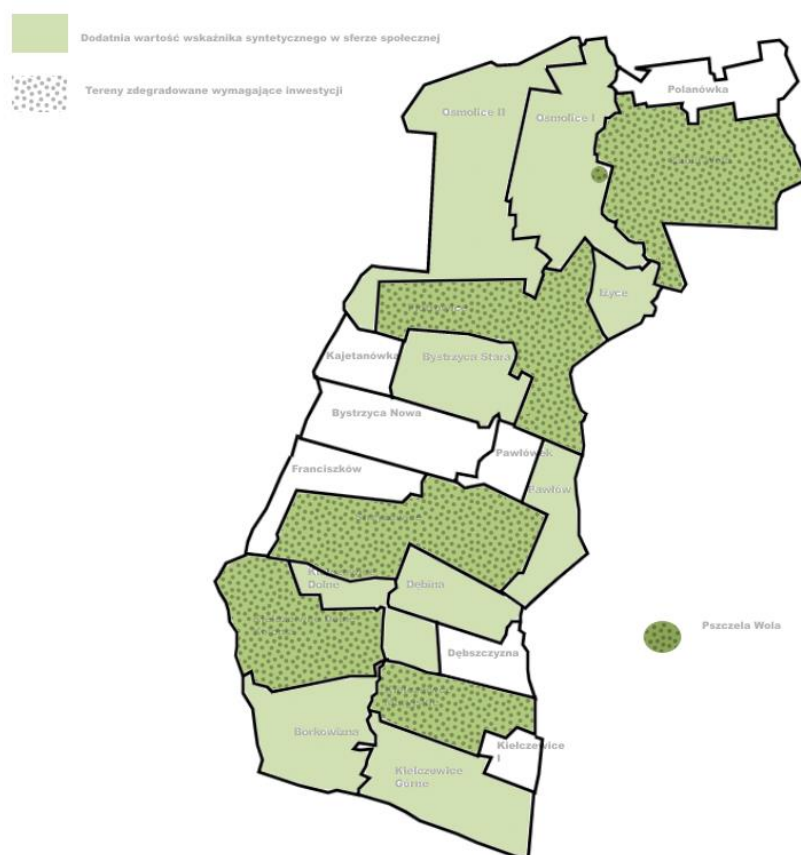 Dodatnia wartość wskaźnika syntetycznego w sferze społecznej
Tereny zdegradowane wymagające inwestycji
Polanówka
Osmolice II
Osmolice I
Iżyce
Kajetanówka
Bystrzyca Stara
Bystrzyca Nowa
Pawłówek
Franciszków
Pawłów
Dolne
Dębina
Pszczela Wola
Dębszczyzna
Borkowizna
Kiełczewice
I
Kiełczewice
Górne